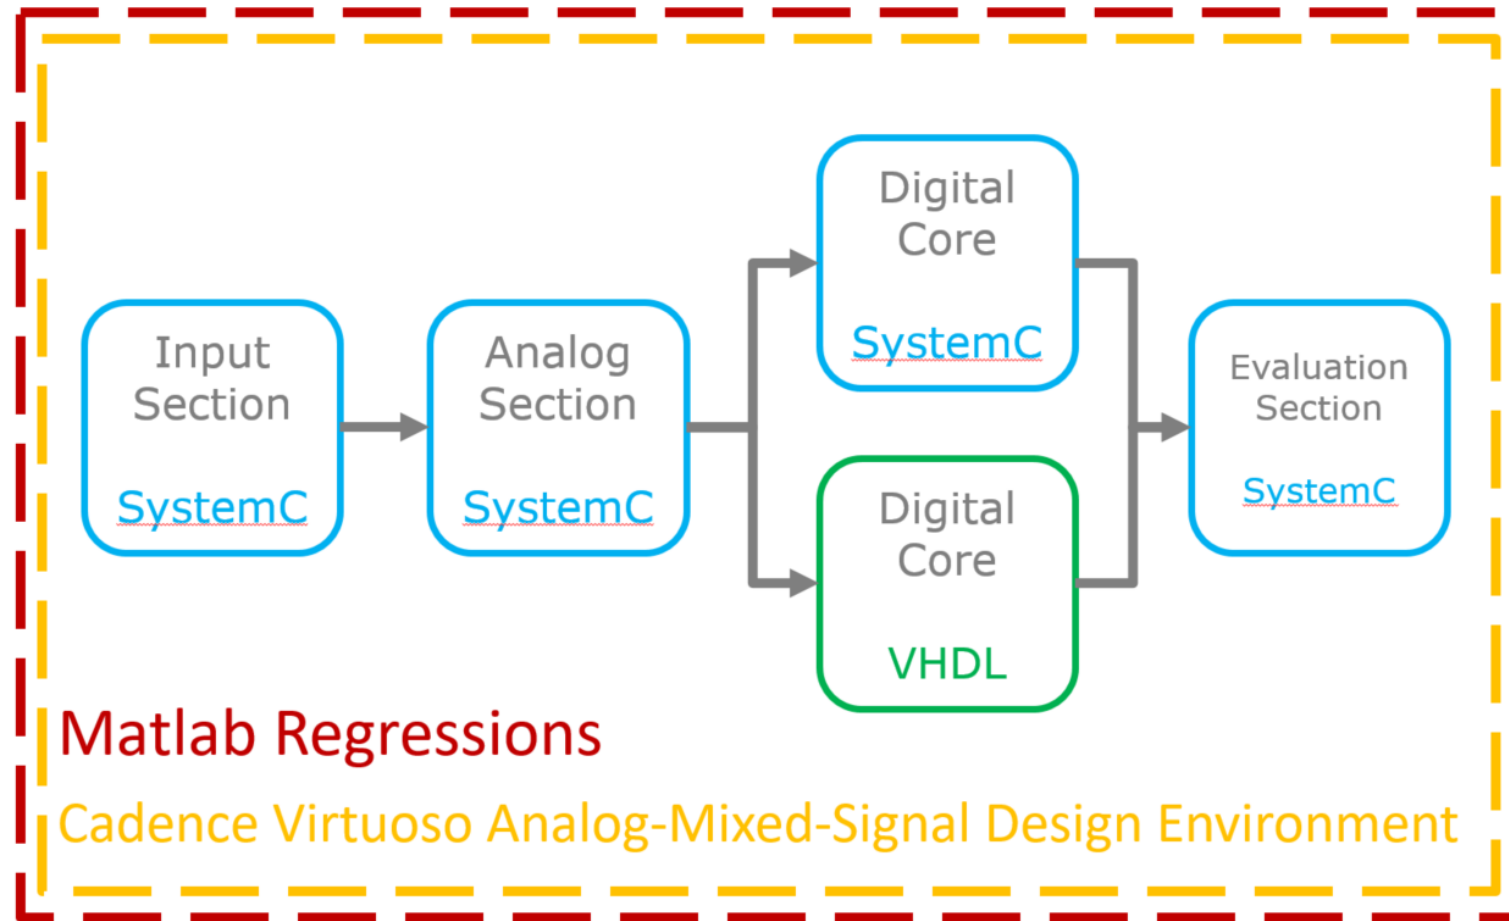 Input
Section
SystemC
Analog
Section
SystemC
Digital
Core
SystemC
Digital
Core
VHDL
Evaluation
Section
SystemC
Matlab Regressions
Cadence Virtuoso Analog-Mixed-Signal Design Environment